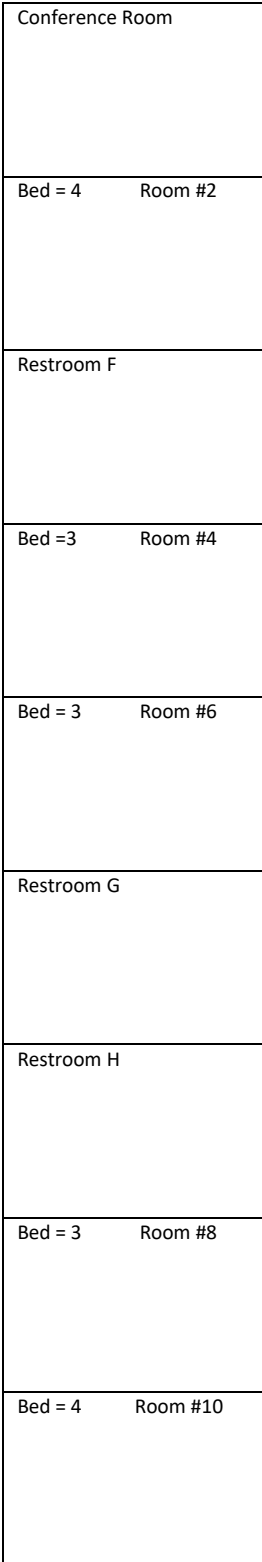 Conference Room
Bed = 4 Room #2
Restroom F
Bed =3 Room #4
Bed = 3 Room #6
Restroom G
Restroom H
Bed = 3 Room #8
Bed = 4 Room #10